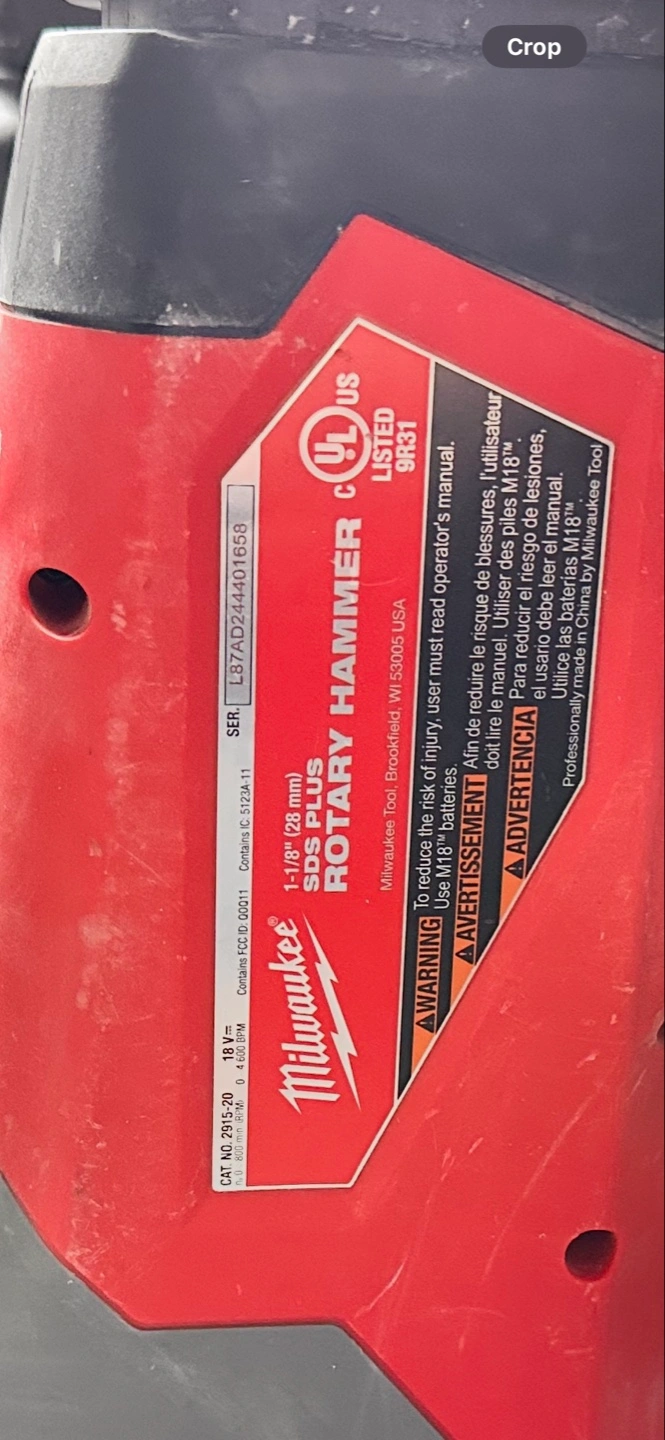 Crop
CAT. NO. 2915-20 18 V⎓
0 - 800 min (RPM) 0 - 4 600 BPM
Contains FCC ID: OOQ11 Contains IC: 5123A-11
SER. L87AD244401658
Milwaukee®
1-1/8" (28 mm)
SDS PLUS
ROTARY HAMMER
C UL US
LISTED
9R31
Milwaukee Tool, Brookfield, WI 53005 USA
⚠WARNING To reduce the risk of injury, user must read operator's manual.
Use M18™ batteries.
⚠AVERTISSEMENT Afin de reduire le risque de blessures, l'utilisateur
doit lire le manuel. Utiliser des piles M18™.
⚠ADVERTENCIA Para reducir el riesgo de lesiones,
el usario debe leer el manual.
Utilice las baterías M18™.
Professionally made in China by Milwaukee Tool